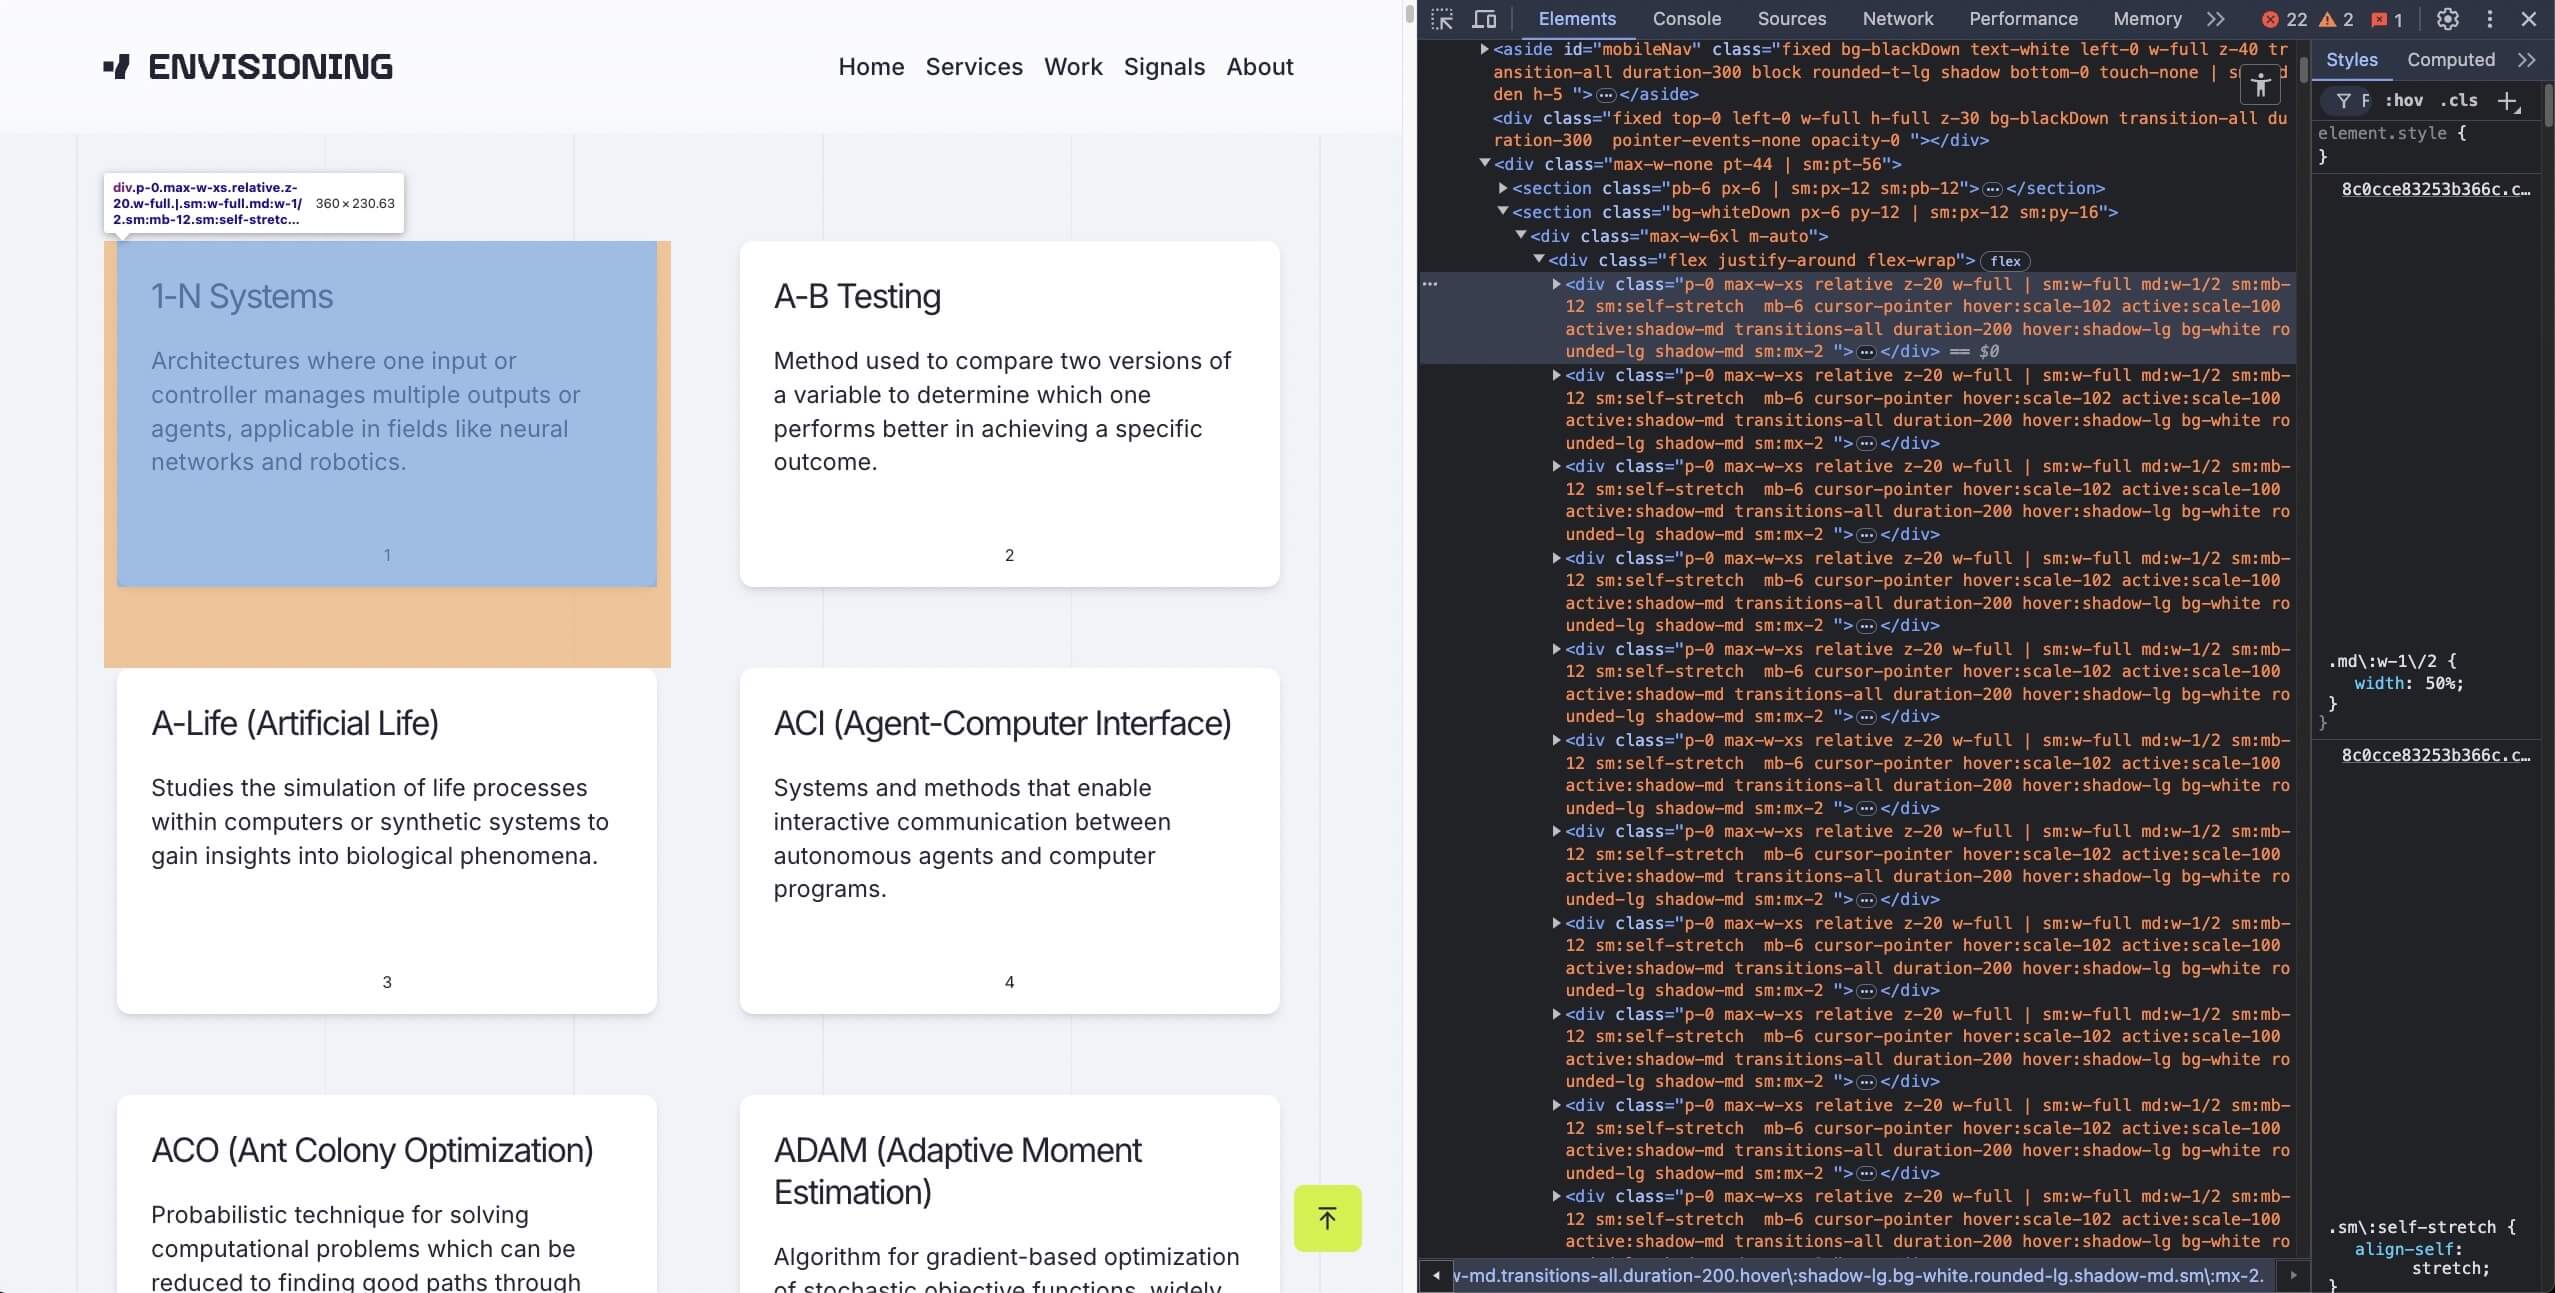 ENVISIONING
Home Services Work Signals About
div.p-0.max-w-xs.relative.z-
20.w-full.|.sm:w-full.md:w-1/
2.sm:mb-12.sm:self-stretc...
360 × 230.63
1-N Systems
Architectures where one input or
controller manages multiple outputs or
agents, applicable in fields like neural
networks and robotics.
1
A-B Testing
Method used to compare two versions of
a variable to determine which one
performs better in achieving a specific
outcome.
2
A-Life (Artificial Life)
Studies the simulation of life processes
within computers or synthetic systems to
gain insights into biological phenomena.
3
ACI (Agent-Computer Interface)
Systems and methods that enable
interactive communication between
autonomous agents and computer
programs.
4
ACO (Ant Colony Optimization)
Probabilistic technique for solving
computational problems which can be
reduced to finding good paths through
ADAM (Adaptive Moment
Estimation)
Algorithm for gradient-based optimization
of stochastic objective functions, widely
Elements Console Sources Network Performance Memory 22 2 1
<aside id="mobileNav" class="fixed bg-blackDown text-white left-0 w-full z-40 tr
ansition-all duration-300 block rounded-t-lg shadow bottom-0 touch-none | s
den h-5 ">…</aside>
<div class="fixed top-0 left-0 w-full h-full z-30 bg-blackDown transition-all du
ration-300  pointer-events-none opacity-0 "></div>
<div class="max-w-none pt-44 | sm:pt-56">
<section class="pb-6 px-6 | sm:px-12 sm:pb-12">…</section>
<section class="bg-whiteDown px-6 py-12 | sm:px-12 sm:py-16">
<div class="max-w-6xl m-auto">
<div class="flex justify-around flex-wrap"> flex
<div class="p-0 max-w-xs relative z-20 w-full | sm:w-full md:w-1/2 sm:mb-
12 sm:self-stretch  mb-6 cursor-pointer hover:scale-102 active:scale-100
active:shadow-md transitions-all duration-200 hover:shadow-lg bg-white ro
unded-lg shadow-md sm:mx-2 ">…</div> == $0
<div class="p-0 max-w-xs relative z-20 w-full | sm:w-full md:w-1/2 sm:mb-
12 sm:self-stretch  mb-6 cursor-pointer hover:scale-102 active:scale-100
active:shadow-md transitions-all duration-200 hover:shadow-lg bg-white ro
unded-lg shadow-md sm:mx-2 ">…</div>
<div class="p-0 max-w-xs relative z-20 w-full | sm:w-full md:w-1/2 sm:mb-
12 sm:self-stretch  mb-6 cursor-pointer hover:scale-102 active:scale-100
active:shadow-md transitions-all duration-200 hover:shadow-lg bg-white ro
unded-lg shadow-md sm:mx-2 ">…</div>
<div class="p-0 max-w-xs relative z-20 w-full | sm:w-full md:w-1/2 sm:mb-
12 sm:self-stretch  mb-6 cursor-pointer hover:scale-102 active:scale-100
active:shadow-md transitions-all duration-200 hover:shadow-lg bg-white ro
unded-lg shadow-md sm:mx-2 ">…</div>
<div class="p-0 max-w-xs relative z-20 w-full | sm:w-full md:w-1/2 sm:mb-
12 sm:self-stretch  mb-6 cursor-pointer hover:scale-102 active:scale-100
active:shadow-md transitions-all duration-200 hover:shadow-lg bg-white ro
unded-lg shadow-md sm:mx-2 ">…</div>
<div class="p-0 max-w-xs relative z-20 w-full | sm:w-full md:w-1/2 sm:mb-
12 sm:self-stretch  mb-6 cursor-pointer hover:scale-102 active:scale-100
active:shadow-md transitions-all duration-200 hover:shadow-lg bg-white ro
unded-lg shadow-md sm:mx-2 ">…</div>
<div class="p-0 max-w-xs relative z-20 w-full | sm:w-full md:w-1/2 sm:mb-
12 sm:self-stretch  mb-6 cursor-pointer hover:scale-102 active:scale-100
active:shadow-md transitions-all duration-200 hover:shadow-lg bg-white ro
unded-lg shadow-md sm:mx-2 ">…</div>
<div class="p-0 max-w-xs relative z-20 w-full | sm:w-full md:w-1/2 sm:mb-
12 sm:self-stretch  mb-6 cursor-pointer hover:scale-102 active:scale-100
active:shadow-md transitions-all duration-200 hover:shadow-lg bg-white ro
unded-lg shadow-md sm:mx-2 ">…</div>
<div class="p-0 max-w-xs relative z-20 w-full | sm:w-full md:w-1/2 sm:mb-
12 sm:self-stretch  mb-6 cursor-pointer hover:scale-102 active:scale-100
active:shadow-md transitions-all duration-200 hover:shadow-lg bg-white ro
unded-lg shadow-md sm:mx-2 ">…</div>
<div class="p-0 max-w-xs relative z-20 w-full | sm:w-full md:w-1/2 sm:mb-
12 sm:self-stretch  mb-6 cursor-pointer hover:scale-102 active:scale-100
active:shadow-md transitions-all duration-200 hover:shadow-lg bg-white ro
unded-lg shadow-md sm:mx-2 ">…</div>
<div class="p-0 max-w-xs relative z-20 w-full | sm:w-full md:w-1/2 sm:mb-
12 sm:self-stretch  mb-6 cursor-pointer hover:scale-102 active:scale-100
active:shadow-md transitions-all duration-200 hover:shadow-lg bg-white ro
v-md.transitions-all.duration-200.hover\:shadow-lg.bg-white.rounded-lg.shadow-md.sm\:mx-2.
Styles Computed
F :hov .cls
element.style {
}
8c0cce83253b366c.c…
.md\:w-1\/2 {
width: 50%;
}
}
8c0cce83253b366c.c…
.sm\:self-stretch {
align-self:
stretch;
}